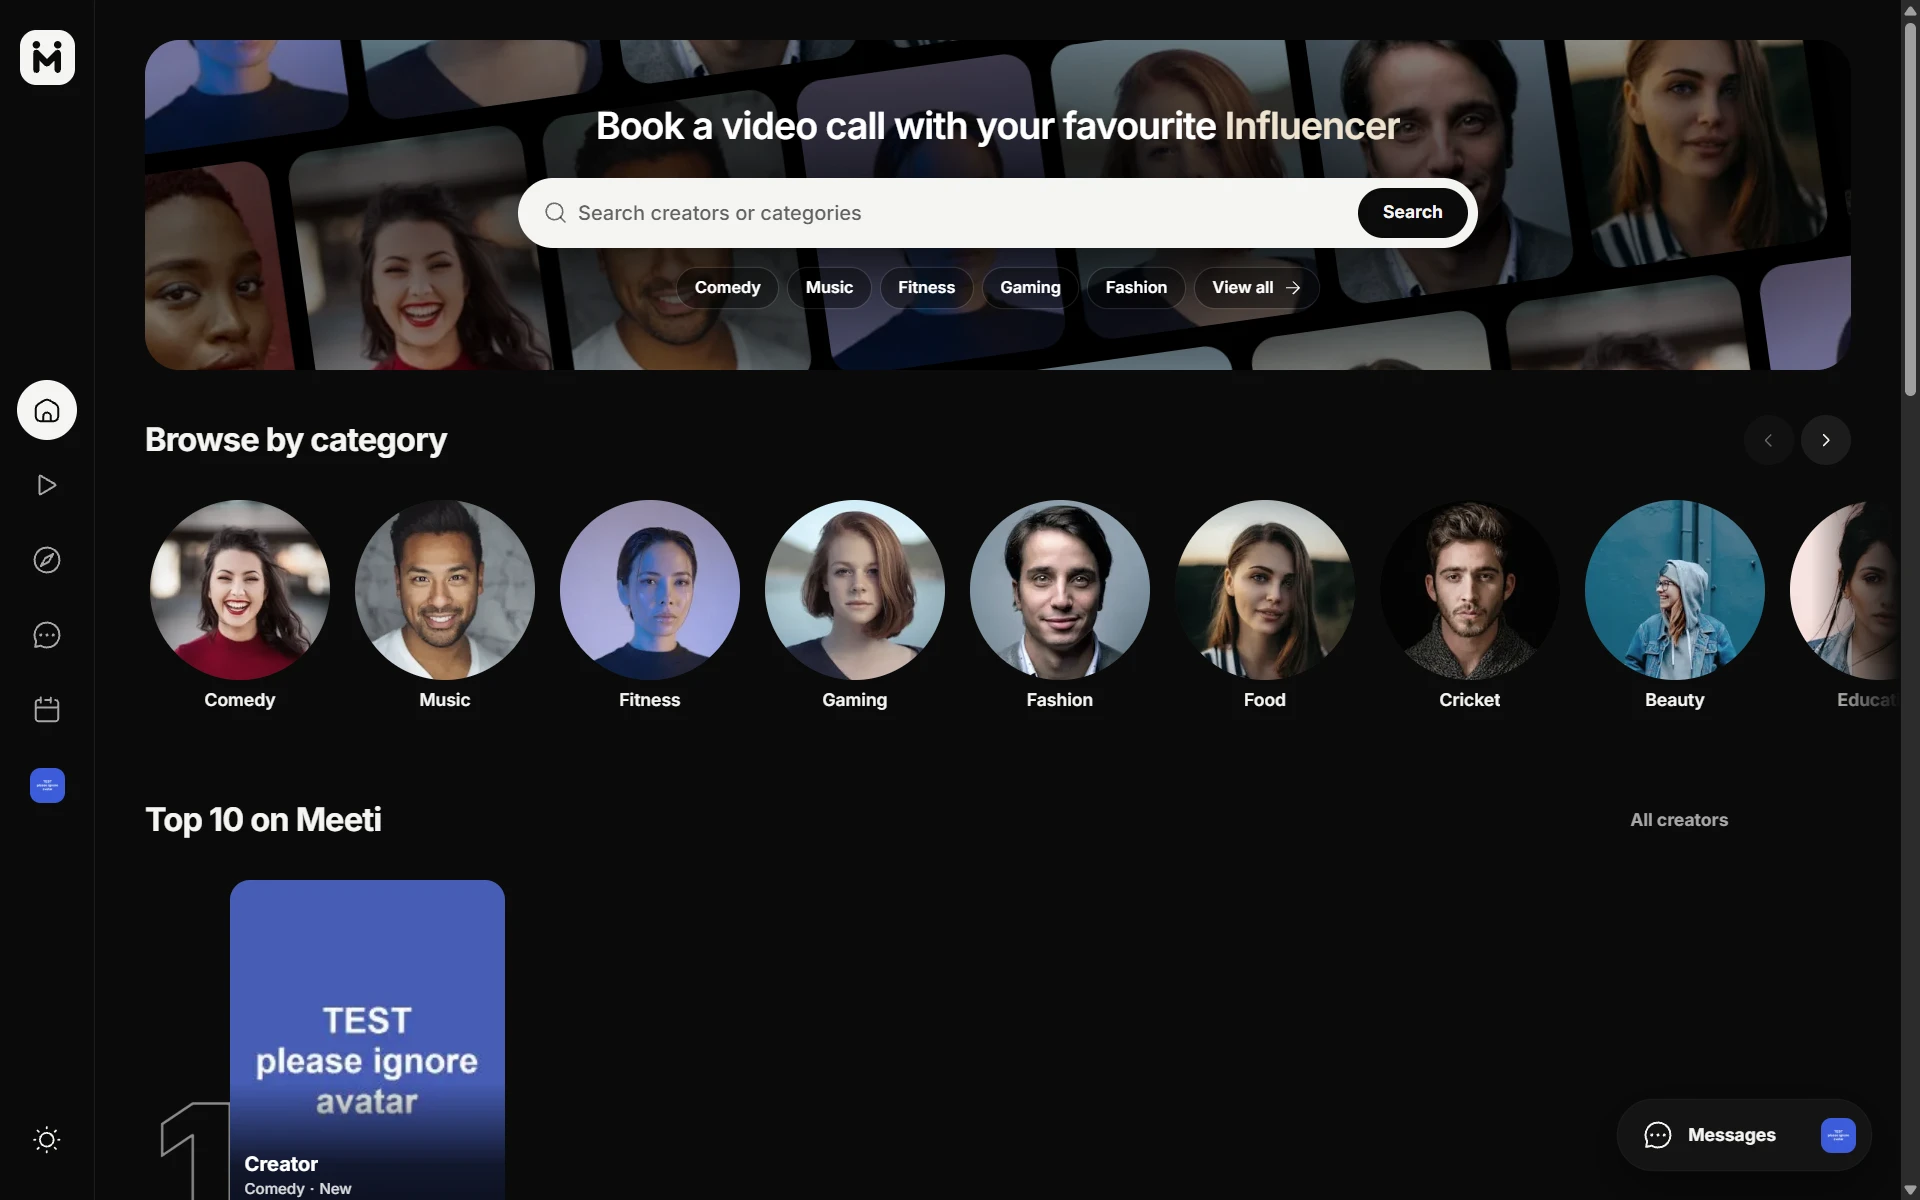 Book a video call with your favourite Influencer
Search creators or categories
Search
Comedy
Music
Fitness
Gaming
Fashion
View all
Browse by category
Comedy
Music
Fitness
Gaming
Fashion
Food
Cricket
Beauty
Top 10 on Meeti
All creators
1
TEST
please ignore
avatar
Creator
Comedy · New
Messages